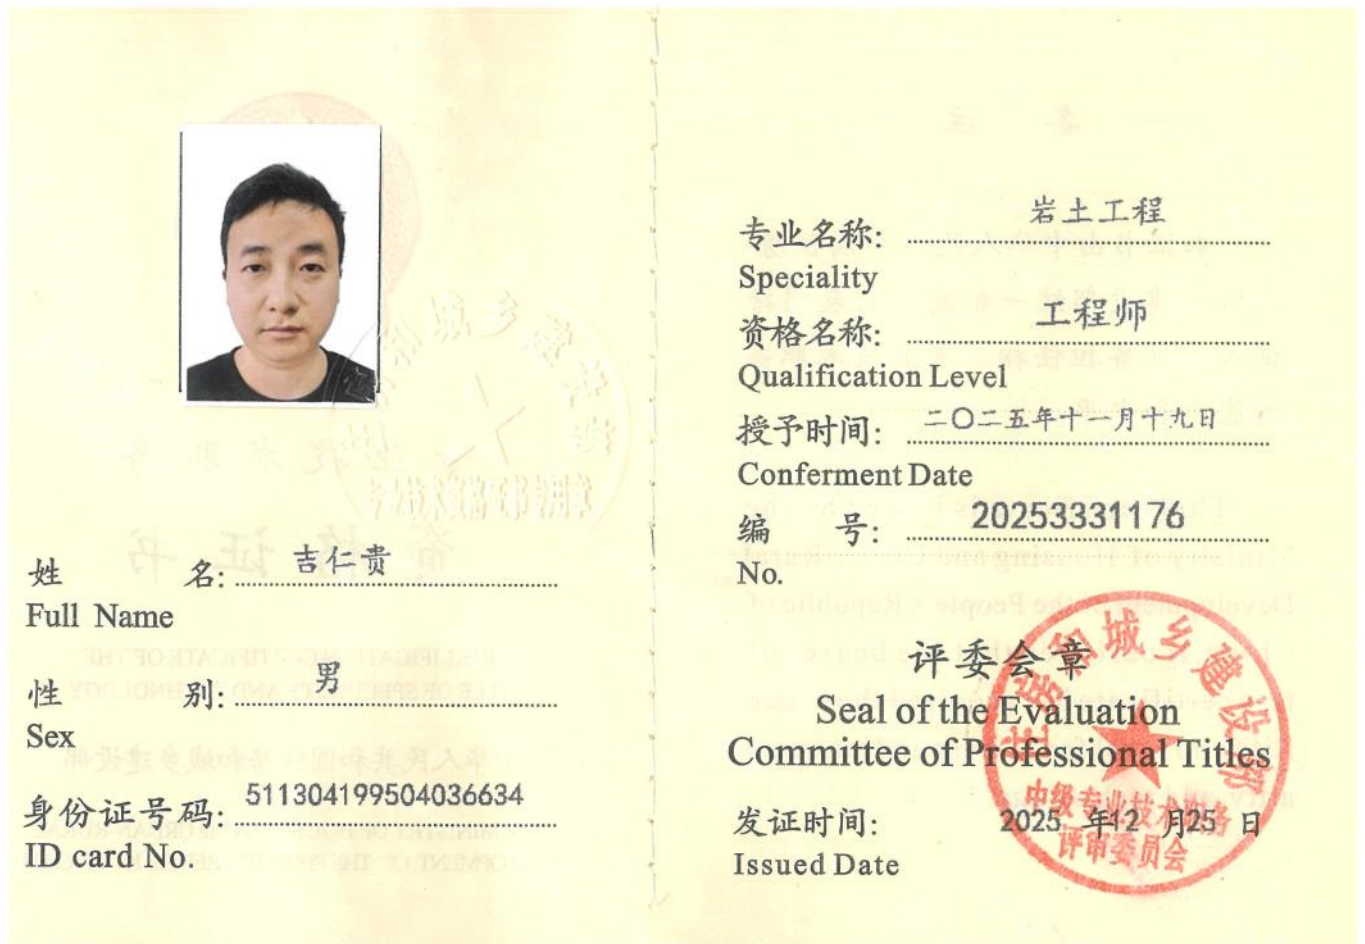 姓 名: 吉仁贵
Full Name
性 别: 男
Sex
身份证号码: 511304199504036634
ID card No.
专业名称: 岩土工程
Speciality
资格名称: 工程师
Qualification Level
授予时间: 二〇二五年十一月十九日
Conferment Date
编 号: 20253331176
No.
评委会章
Seal of the Evaluation
Committee of Professional Titles
发证时间: 2025 年12 月25 日
Issued Date
住房和城乡建设部
中级专业技术职务
评审委员会